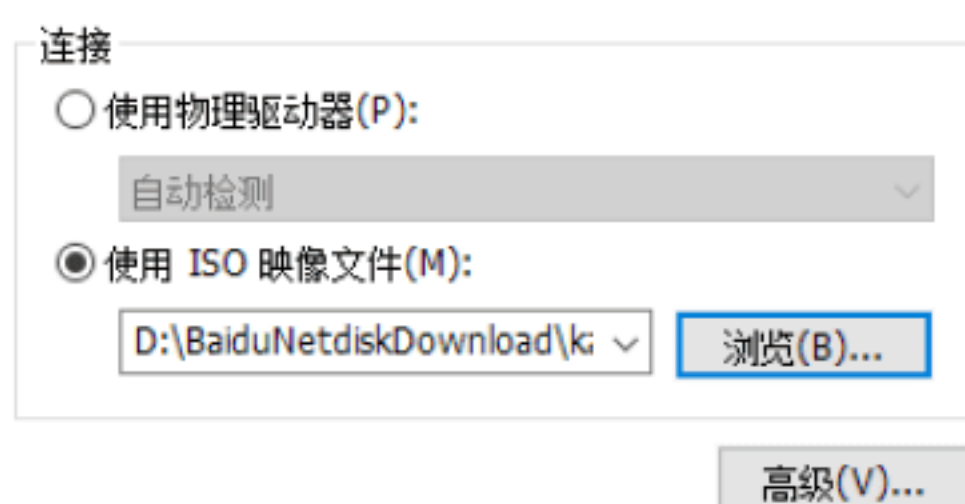 连接
使用物理驱动器(P):
自动检测
使用 ISO 映像文件(M):
D:\BaiduNetdiskDownload\k
浏览(B)...
高级(V)...